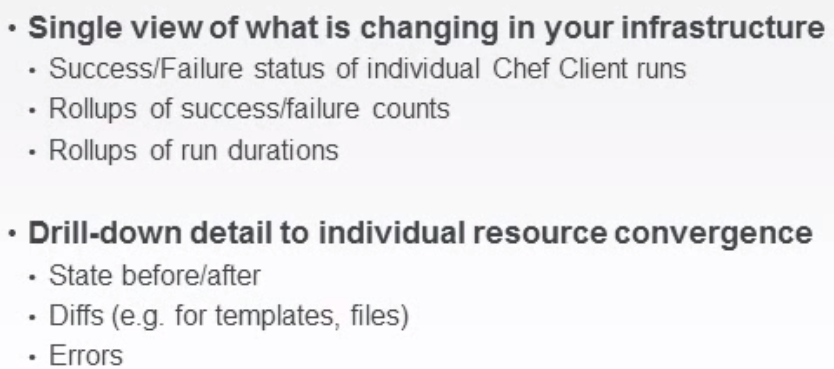 • Single view of what is changing in your infrastructure
• Success/Failure status of individual Chef Client runs
• Rollups of success/failure counts
• Rollups of run durations
• Drill-down detail to individual resource convergence
• State before/after
• Diffs (e.g. for templates, files)
• Errors